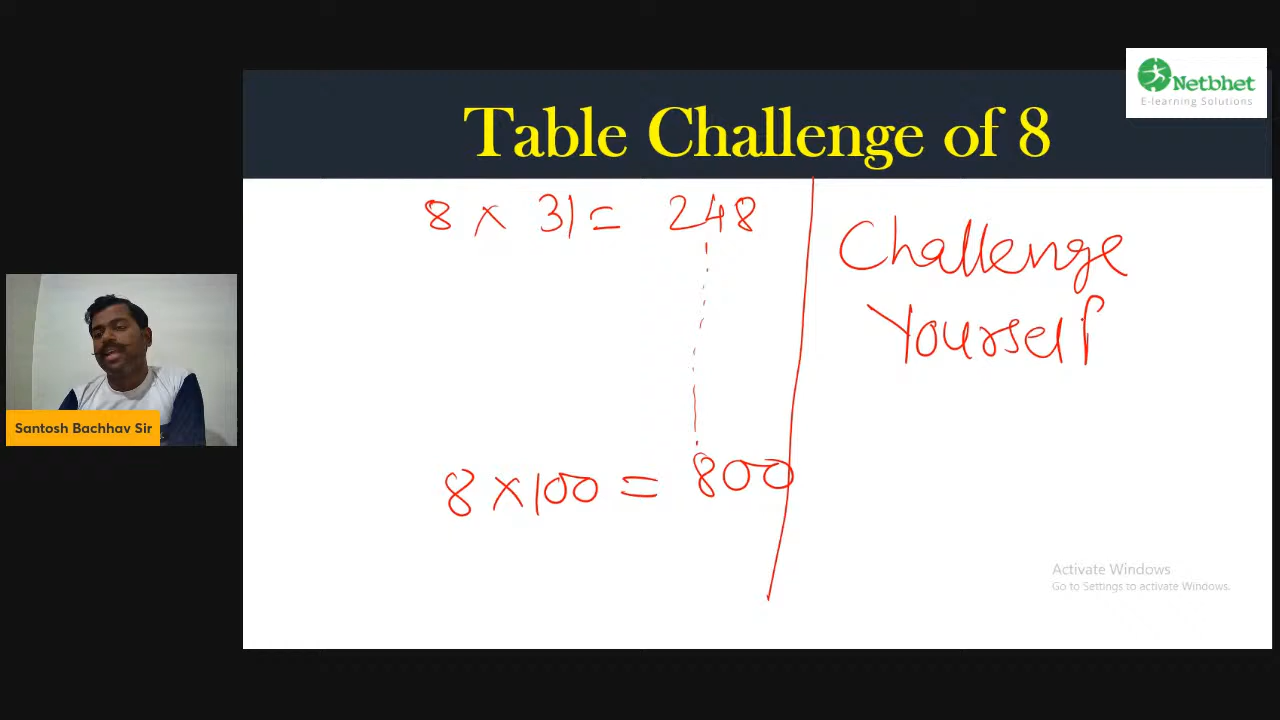 Netbhet
E-learning Solutions
Table Challenge of 8
8 × 31 = 248
Challenge
Yourself
Santosh Bachhav Sir
8 × 100 = 800
Activate Windows
Go to Settings to activate Windows.